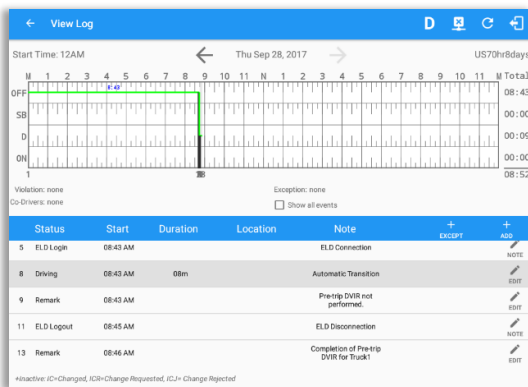 View Log D
Start Time: 12AM Thu Sep 28, 2017 US70hr8days
M 1 2 3 4 5 6 7 8 9 10 11 N 1 2 3 4 5 6 7 8 9 10 11 M Total
8:43
OFF 08:43
SB 00:00
D 00:09
ON 00:00
1 08:52
Violation: none Exception: none
Co-Drivers: none Show all events
Status Start Duration Location Note + EXCEPT + ADD
5 ELD Login 08:43 AM ELD Connection NOTE
8 Driving 08:43 AM 08m Automatic Transition EDIT
9 Remark 08:43 AM Pre-trip DVIR not
performed. EDIT
11 ELD Logout 08:45 AM ELD Disconnection NOTE
13 Remark 08:46 AM Completion of Pre-trip
DVIR for Truck1 EDIT
*Inactive: IC=Changed, ICR=Change Requested, ICJ= Change Rejected